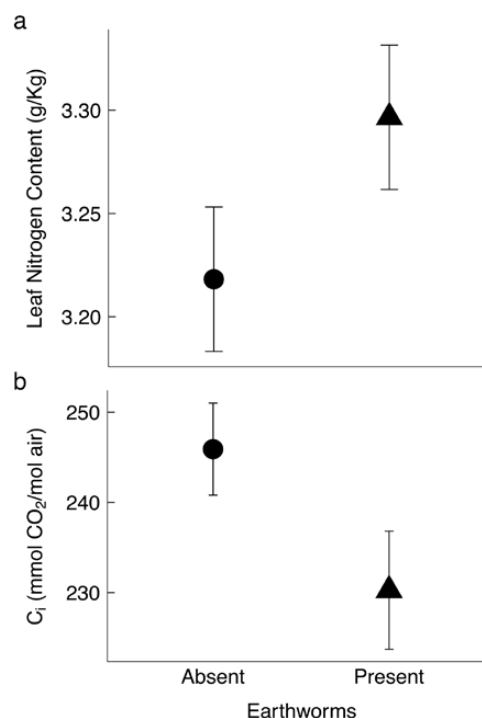 a
Leaf Nitrogen Content (g/Kg)
3.30
3.25
3.20
b
C_i (mmol CO₂/mol air)
250
240
230
Absent Present
Earthworms